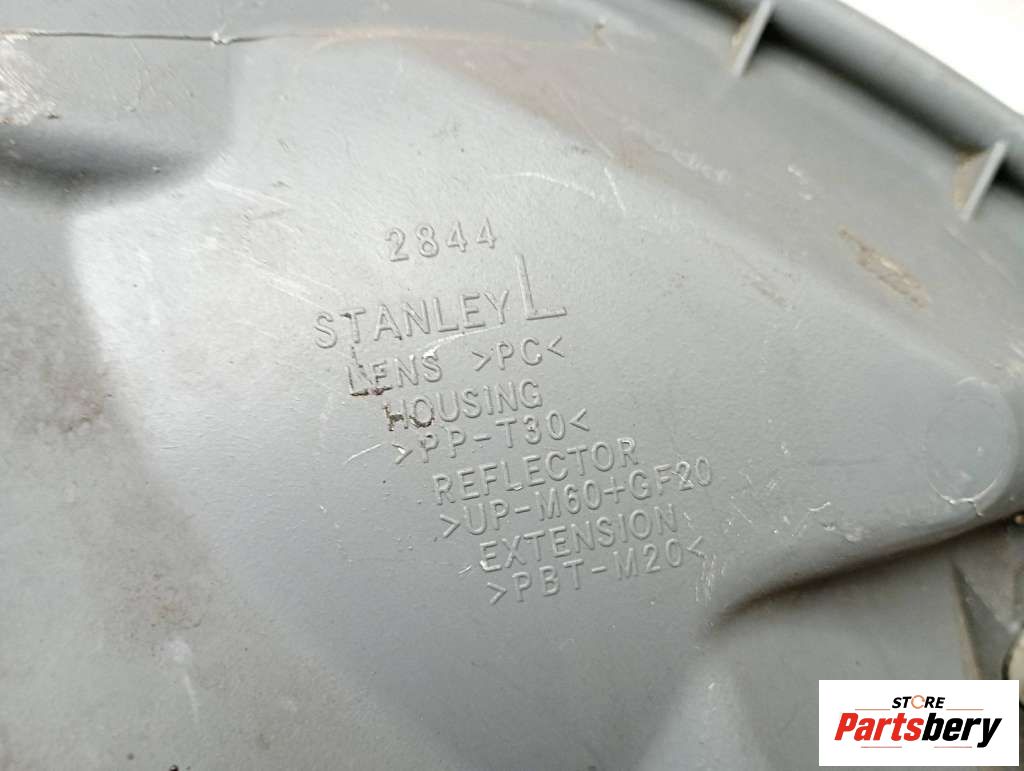 2844
STANLEY L
LENS >PC<
HOUSING
>PP-T30<
REFLECTOR
>UP-M60+GF20
EXTENSION
>PBT-M20<
STORE
Partsbery